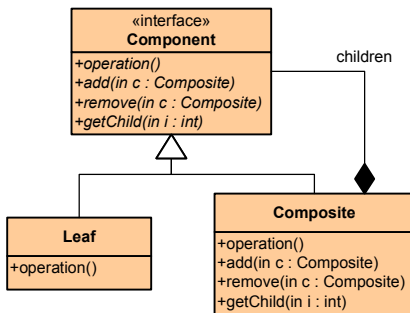 «interface»
Component
+operation()
+add(in c : Composite)
+remove(in c : Composite)
+getChild(in i : int)
children
Leaf
+operation()
Composite
+operation()
+add(in c : Composite)
+remove(in c : Composite)
+getChild(in i : int)